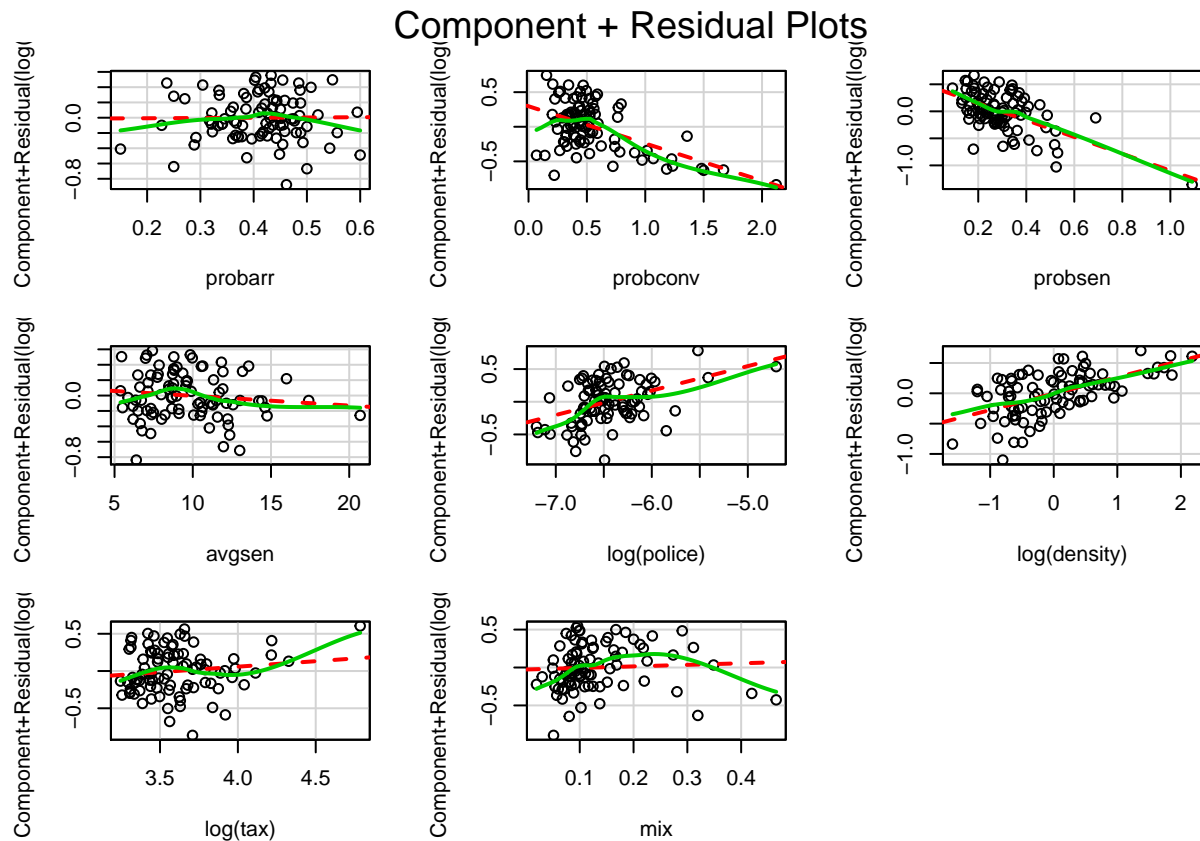 Component + Residual Plots
Component+Residual(log(
0.0
−0.8
0.2 0.3 0.4 0.5 0.6
probarr
Component+Residual(log(
0.5
−0.5
0.0 0.5 1.0 1.5 2.0
probconv
Component+Residual(log(
0.0
−1.0
0.2 0.4 0.6 0.8 1.0
probsen
Component+Residual(log(
0.0
−0.8
5 10 15 20
avgsen
Component+Residual(log(
0.5
−0.5
−7.0 −6.0 −5.0
log(police)
Component+Residual(log(
0.0
−1.0
−1 0 1 2
log(density)
Component+Residual(log(
0.5
−0.5
3.5 4.0 4.5
log(tax)
Component+Residual(log(
0.5
−0.5
0.1 0.2 0.3 0.4
mix